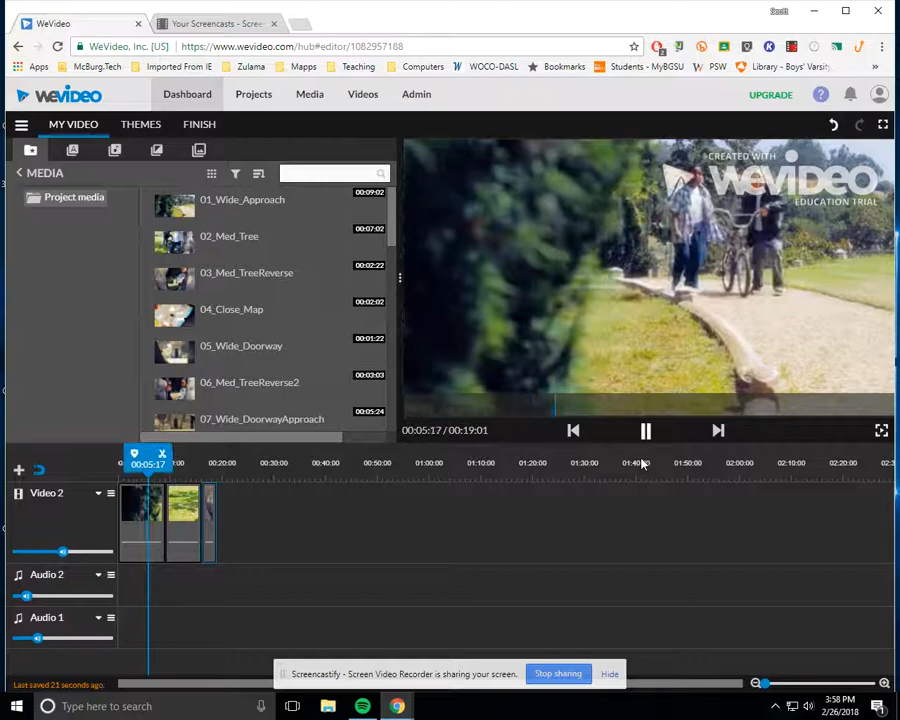 WeVideo
Your Screencasts - Screen
Scott
WeVideo, Inc. [US]
https://www.wevideo.com/hub#editor/1082957188
Apps
McBurg.Tech
Imported From IE
Zulama
Mapps
Teaching
Computers
WOCO-DASL
Bookmarks
Students - MyBGSU
PSW
Library - Boys' Varsity
wevideo
Dashboard
Projects
Media
Videos
Admin
UPGRADE
MY VIDEO
THEMES
FINISH
MEDIA
Project media
01_Wide_Approach
00:09:02
02_Med_Tree
00:07:02
03_Med_TreeReverse
00:02:22
04_Close_Map
00:02:02
05_Wide_Doorway
00:01:22
06_Med_TreeReverse2
00:03:03
07_Wide_DoorwayApproach
00:05:24
CREATED WITH
wevideo
EDUCATION TRIAL
00:05:17 / 00:19:01
00:05:17
00:20:00
00:30:00
00:40:00
00:50:00
01:00:00
01:10:00
01:20:00
01:30:00
01:40:00
01:50:00
02:00:00
02:10:00
02:20:00
Video 2
Audio 2
Audio 1
Last saved 21 seconds ago.
Screencastify - Screen Video Recorder is sharing your screen.
Stop sharing
Hide
Type here to search
3:58 PM
2/26/2018